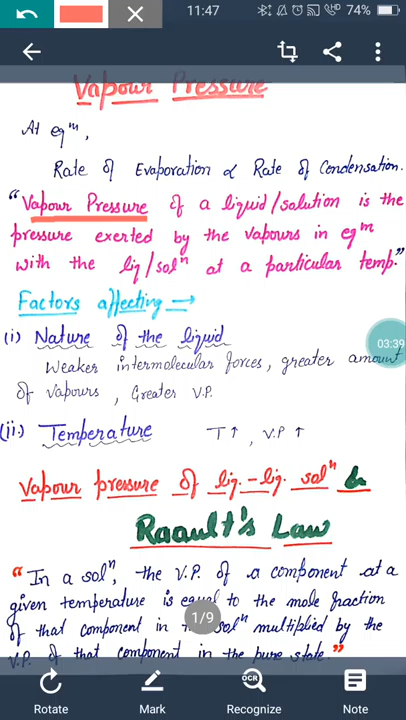 11:47
74%
Vapour Pressure
At eqᵐ,
Rate of Evaporation α Rate of Condensation.
"Vapour Pressure of a liquid/solution is the
pressure exerted by the vapours in eqᵐ
with the liq/solⁿ at a particular temp."
Factors affecting →
(i) Nature of the liquid
Weaker intermolecular forces, greater amount
of vapours, Greater V.P.
03:39
(ii) Temperature T↑, V.P ↑
Vapour pressure of liq.-liq. solⁿ &
Raoult's Law
"In a solⁿ, the V.P. of a component at a
given temperature is equal to the mole fraction
of that component in solⁿ multiplied by the
1/9
V.P. of that component in the pure state."
Rotate Mark Recognize Note
OCR